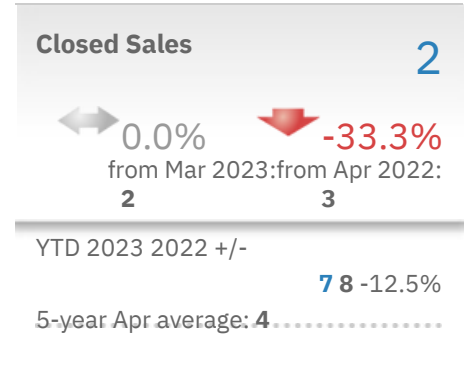 Closed Sales 2
0.0% -33.3%
from Mar 2023: from Apr 2022:
2 3
YTD 2023 2022 +/-
7 8 -12.5%
5-year Apr average: 4